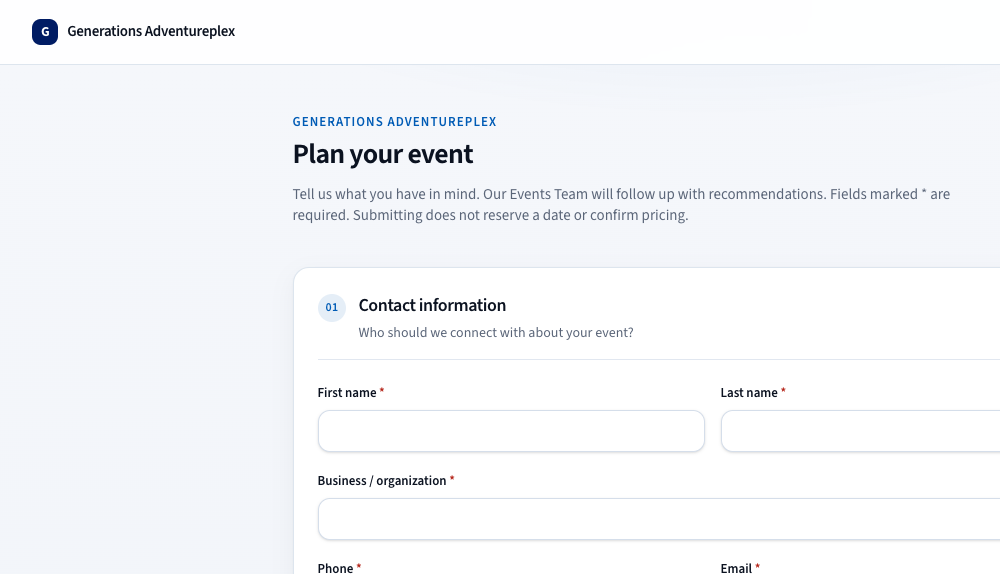 G Generations Adventureplex
GENERATIONS ADVENTUREPLEX
Plan your event
Tell us what you have in mind. Our Events Team will follow up with recommendations. Fields marked * are
required. Submitting does not reserve a date or confirm pricing.
01 Contact information
Who should we connect with about your event?
First name * Last name *
Business / organization *
Phone * Email *